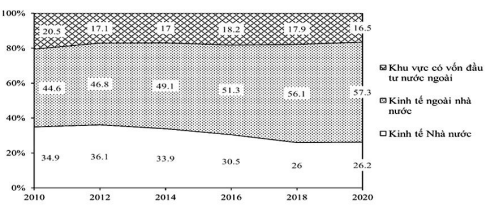 100%
80%
60%
40%
20%
0%
20.5 17.1 17 18.2 17.9 16.5
44.6 46.8 49.1 51.3 56.1 57.3
34.9 36.1 33.9 30.5 26 26.2
2010 2012 2014 2016 2018 2020
Khu vực có vốn đầu
tư nước ngoài
Kinh tế ngoài nhà
nước
Kinh tế Nhà nước